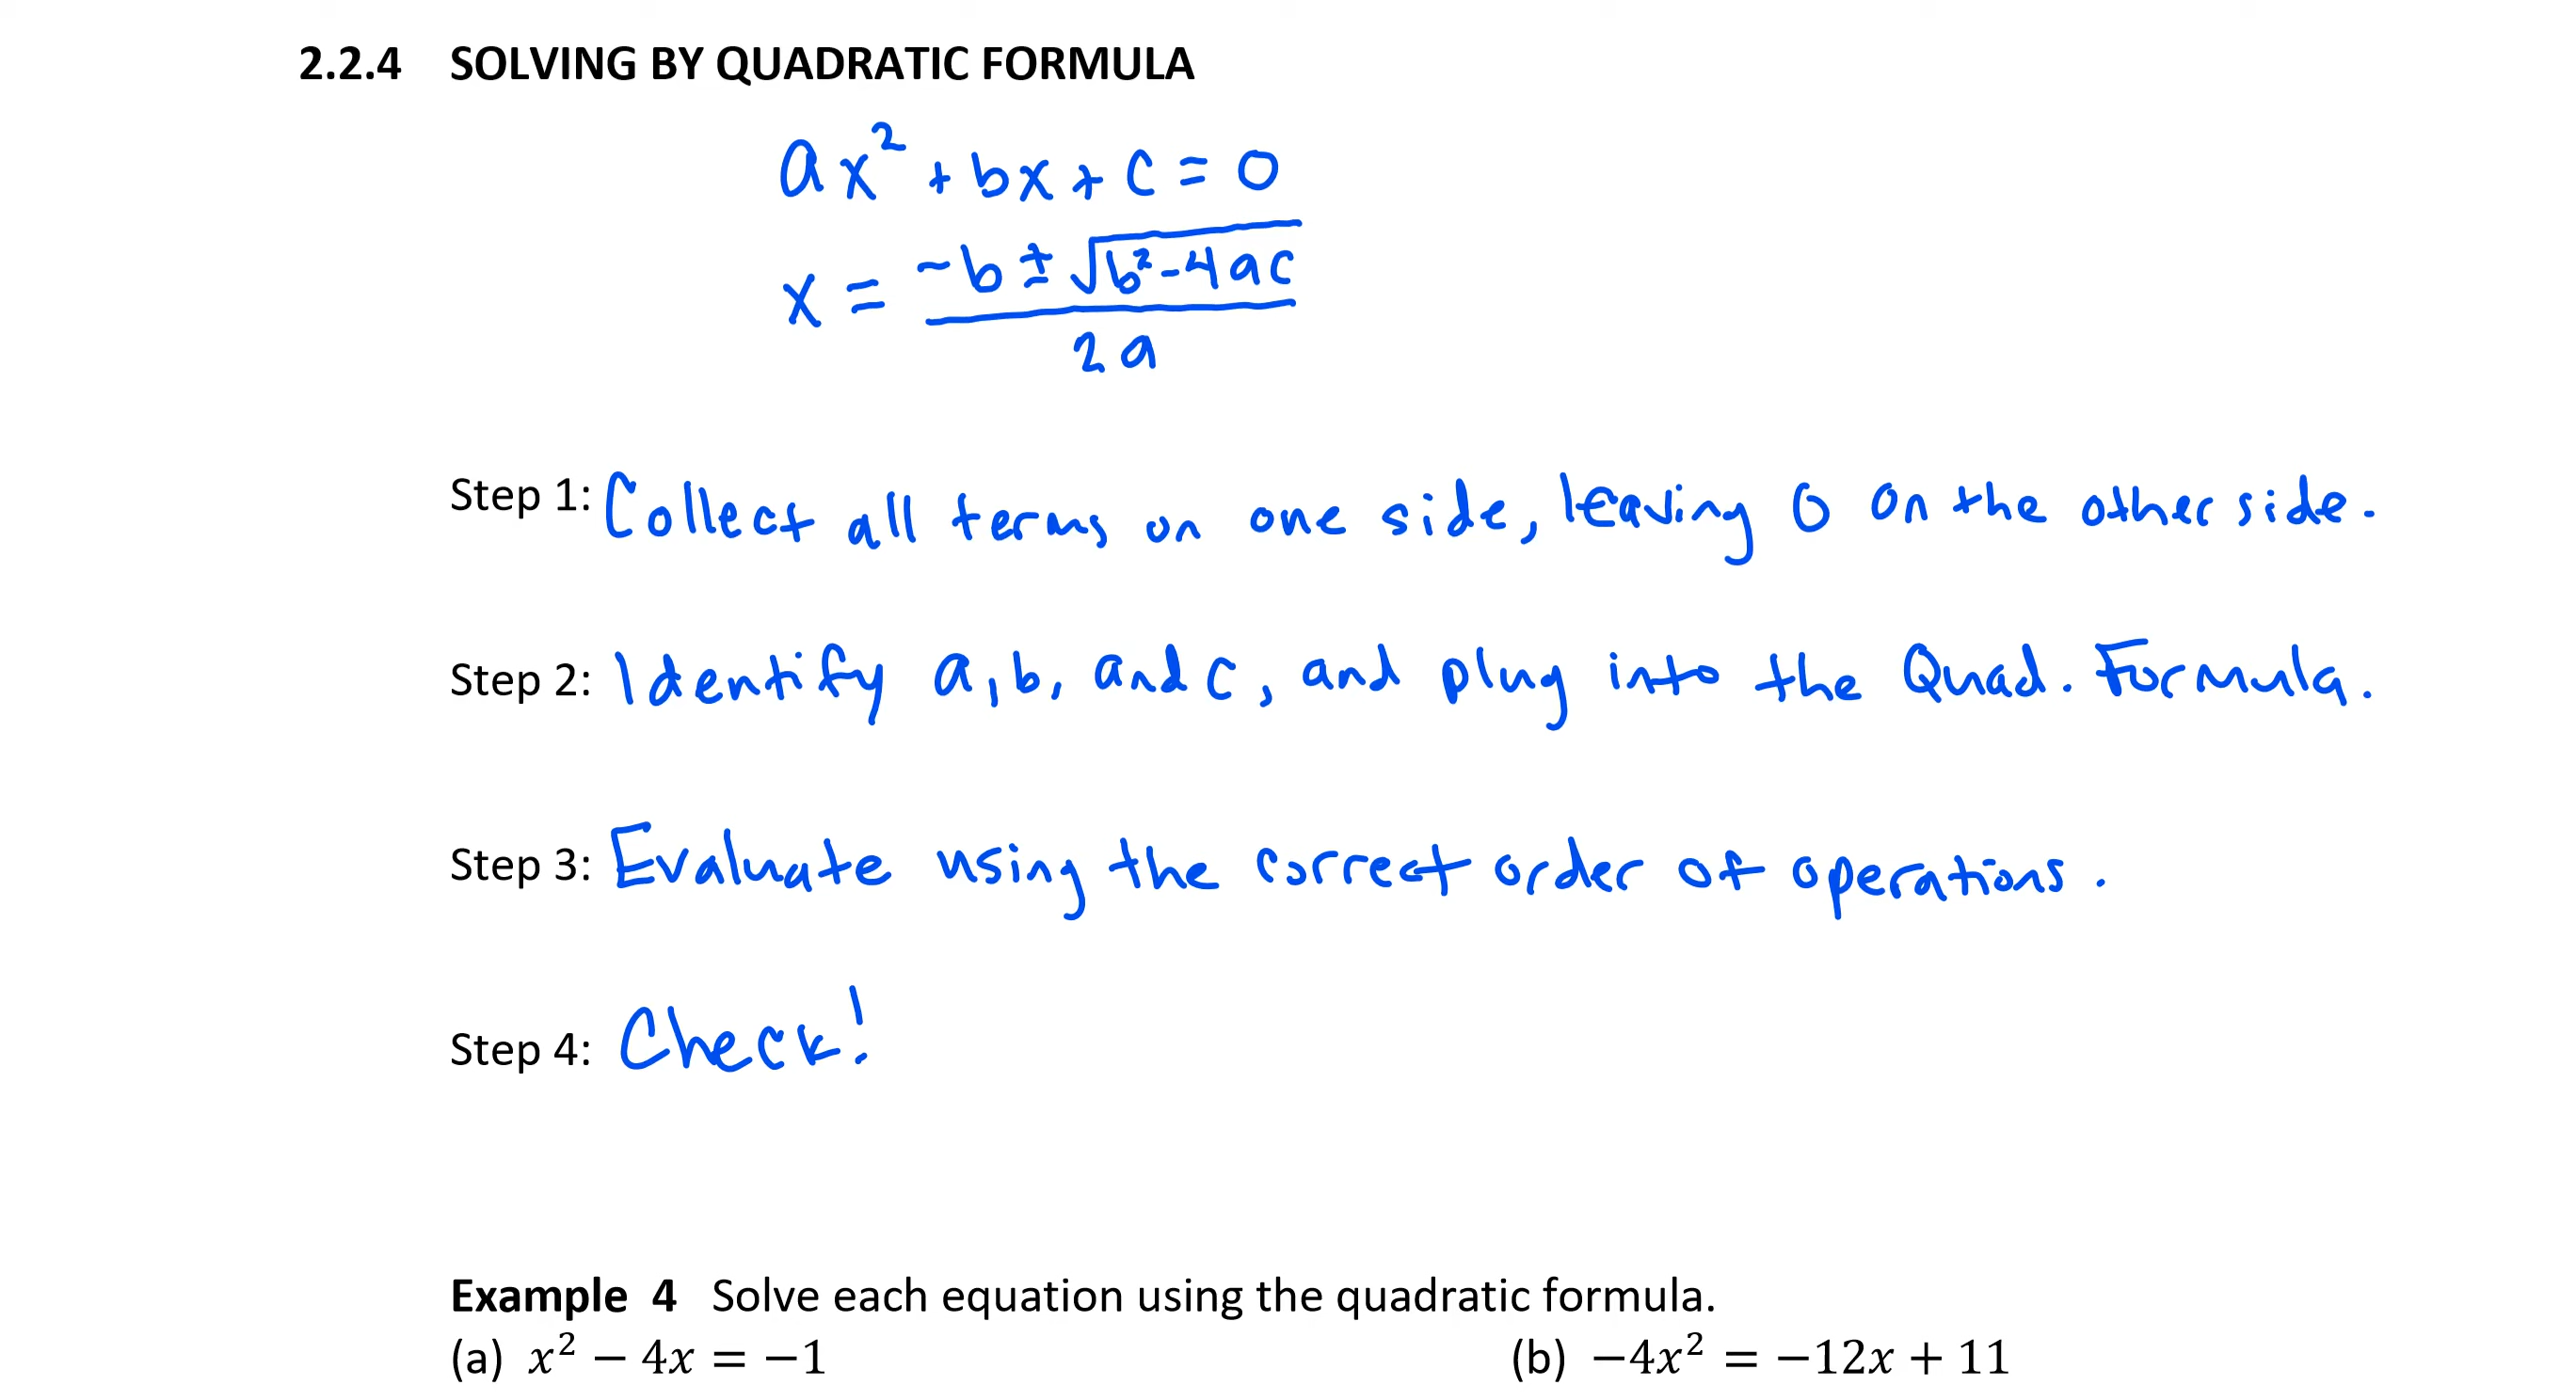 2.2.4 SOLVING BY QUADRATIC FORMULA
ax² + bx + c = 0
x = (-b ± √(b²-4ac)) / 2a
Step 1: Collect all terms on one side, leaving 0 on the other side.
Step 2: Identify a, b, and c, and plug into the Quad. Formula.
Step 3: Evaluate using the correct order of operations.
Step 4: Check!
Example 4 Solve each equation using the quadratic formula.
(a) x² − 4x = −1 (b) −4x² = −12x + 11